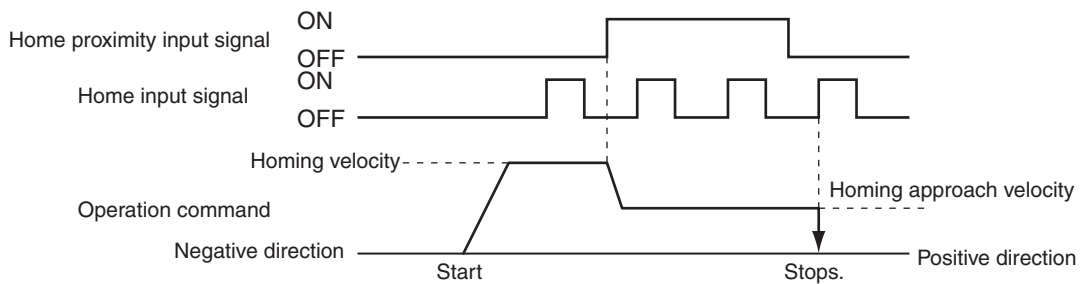 ON
Home proximity input signal
OFF
ON
Home input signal
OFF
Homing velocity
Homing approach velocity
Operation command
Negative direction
Positive direction
Start
Stops.